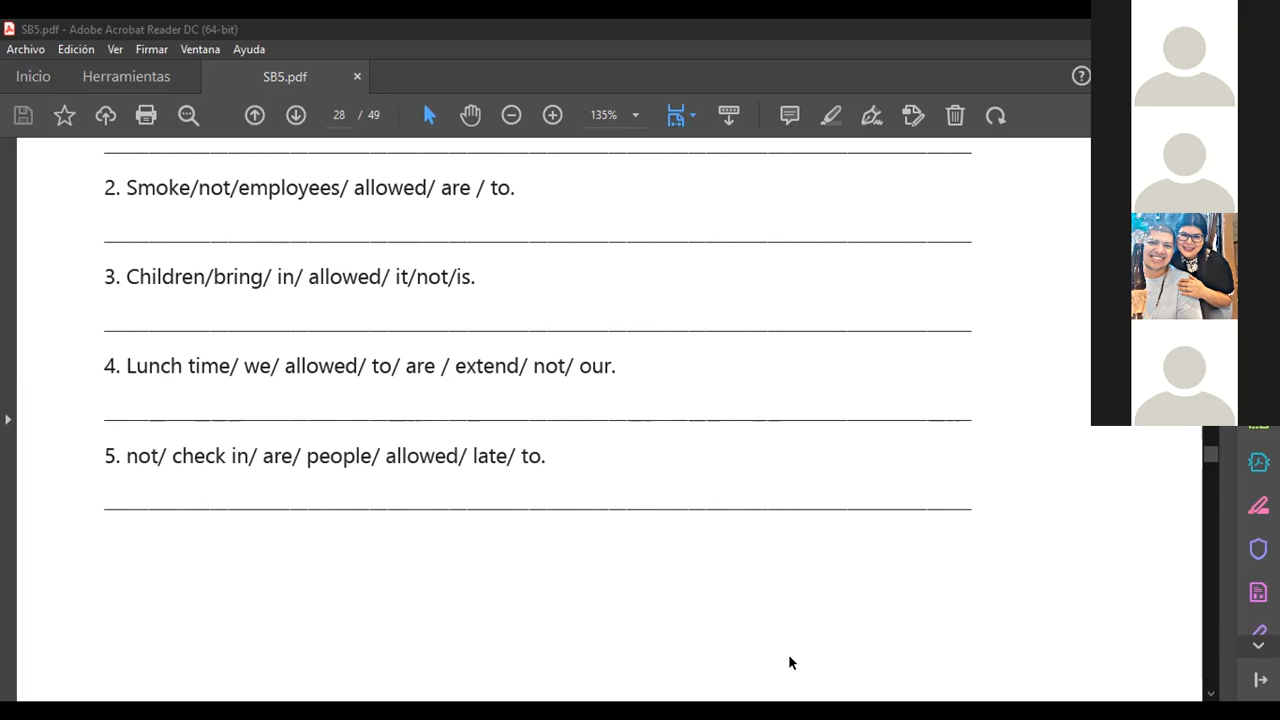 SB5.pdf - Adobe Acrobat Reader DC (64-bit)
Archivo Edición Ver Firmar Ventana Ayuda
Inicio Herramientas SB5.pdf ×
28 / 49 135%
2. Smoke/not/employees/ allowed/ are / to.
3. Children/bring/ in/ allowed/ it/not/is.
4. Lunch time/ we/ allowed/ to/ are / extend/ not/ our.
5. not/ check in/ are/ people/ allowed/ late/ to.